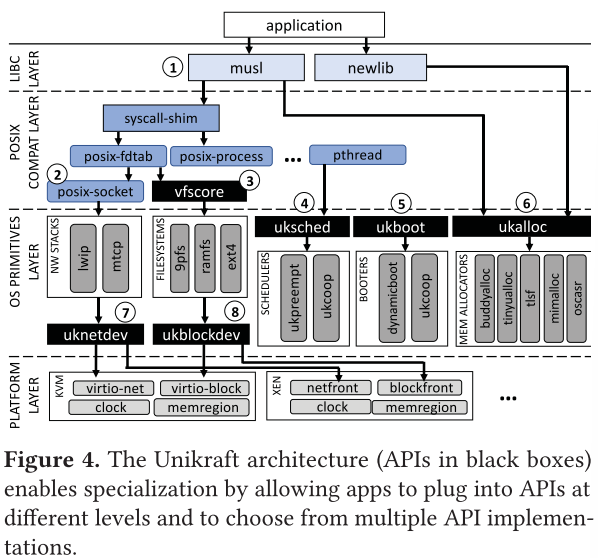 application
LIBC
LAYER
1
musl
newlib
POSIX
COMPAT LAYER
syscall-shim
posix-fdtab
posix-process
...
pthread
2
posix-socket
3
vfscore
4
uksched
5
ukboot
6
ukalloc
OS PRIMITIVES
LAYER
NW STACKS
lwip
mtcp
FILESYSTEMS
9pfs
ramfs
ext4
SCHEDULERS
ukpreempt
ukcoop
BOOTERS
dynamicboot
ukcoop
MEM ALLOCATORS
buddyalloc
tinyualloc
tlsf
mimalloc
oscasr
7
uknetdev
8
ukblockdev
PLATFORM
LAYER
KVM
virtio-net
virtio-block
clock
memregion
XEN
netfront
blockfront
clock
memregion
...
Figure 4. The Unikraft architecture (APIs in black boxes)
enables specialization by allowing apps to plug into APIs at
different levels and to choose from multiple API implemen-
tations.